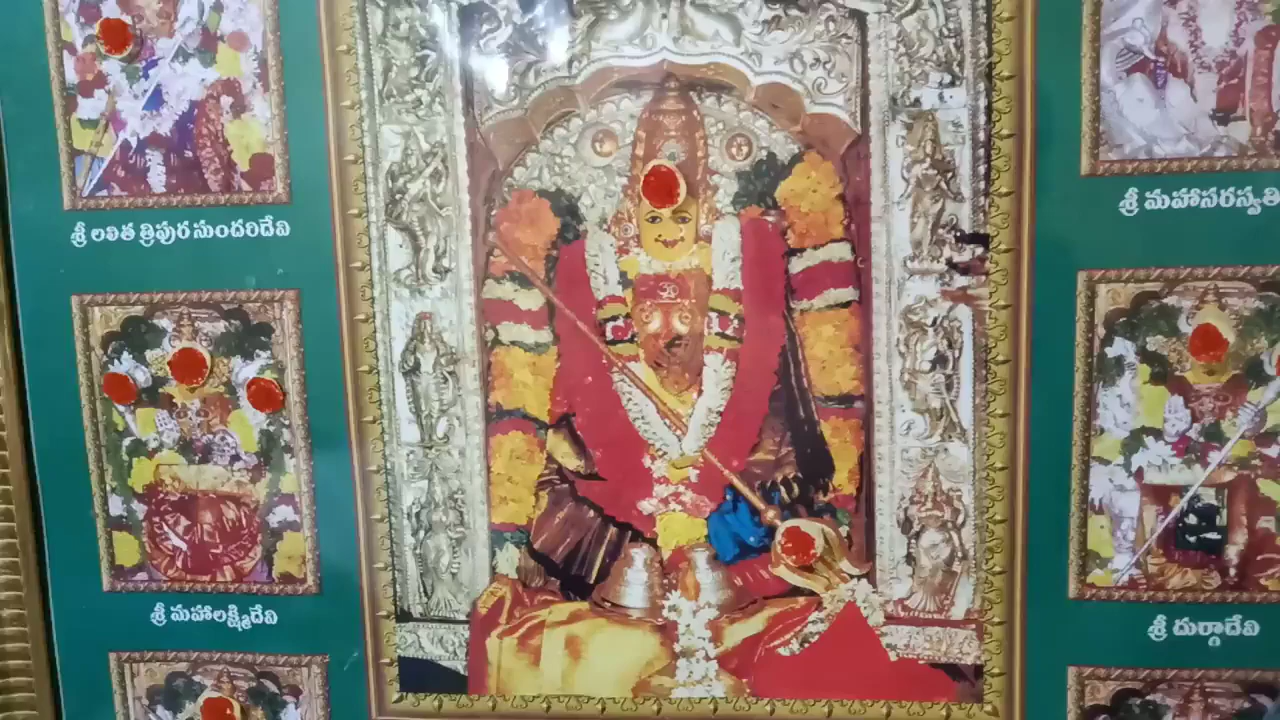 శ్రీ లలిత త్రిపుర సుందరిదేవి
శ్రీ మహాసరస్వతి
శ్రీ మహాలక్ష్మిదేవి
శ్రీ దుర్గాదేవి